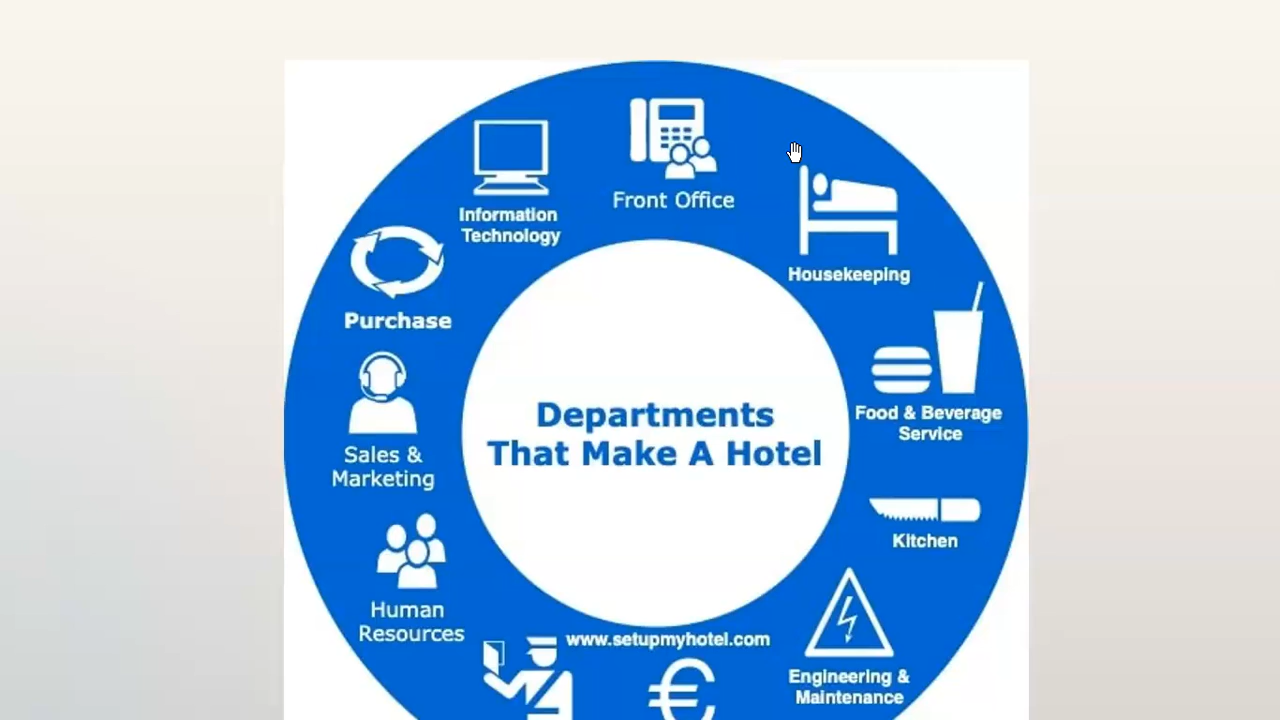 Front Office
Information
Technology
Housekeeping
Purchase
Food & Beverage
Service
Departments
That Make A Hotel
Sales &
Marketing
Kitchen
Human
Resources
www.setupmyhotel.com
Engineering &
Maintenance